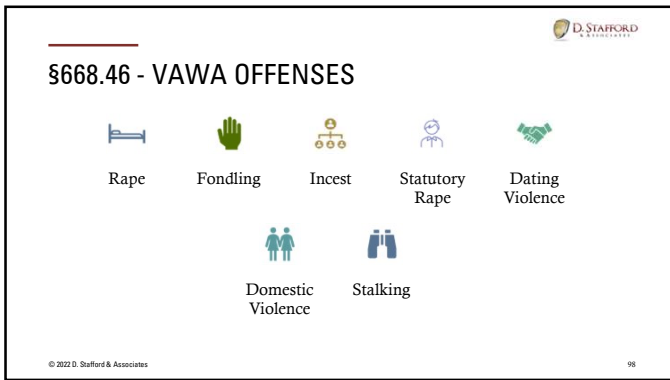 D. STAFFORD
& ASSOCIATES
§668.46 - VAWA OFFENSES
Rape
Fondling
Incest
Statutory
Rape
Dating
Violence
Domestic
Violence
Stalking
© 2022 D. Stafford & Associates
98